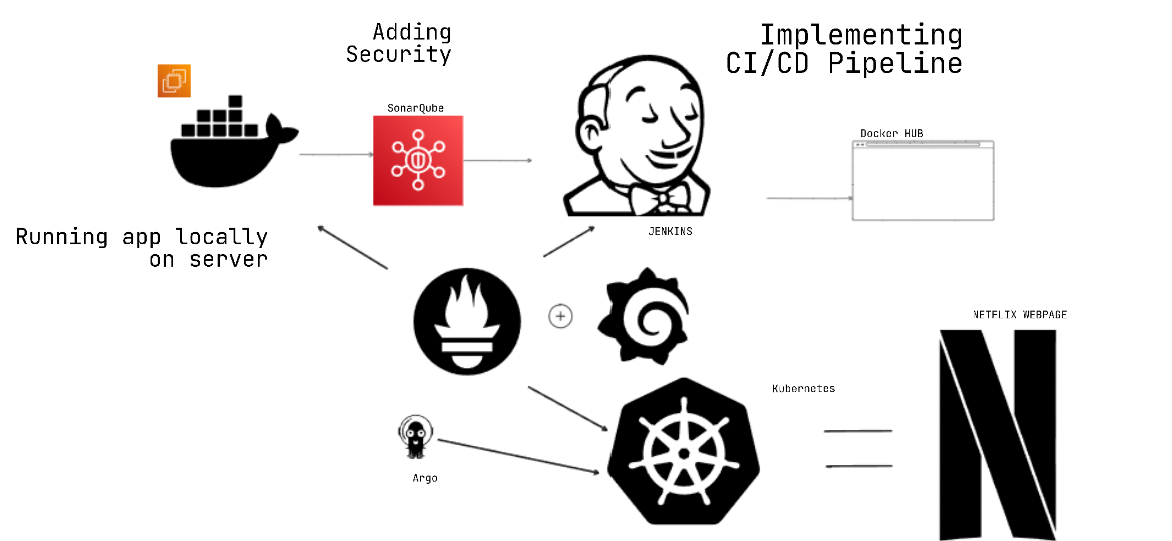 Adding
Security
Implementing
CI/CD Pipeline
SonarQube
Docker HUB
JENKINS
Running app locally
on server
NETFLIX WEBPAGE
Kubernetes
Argo